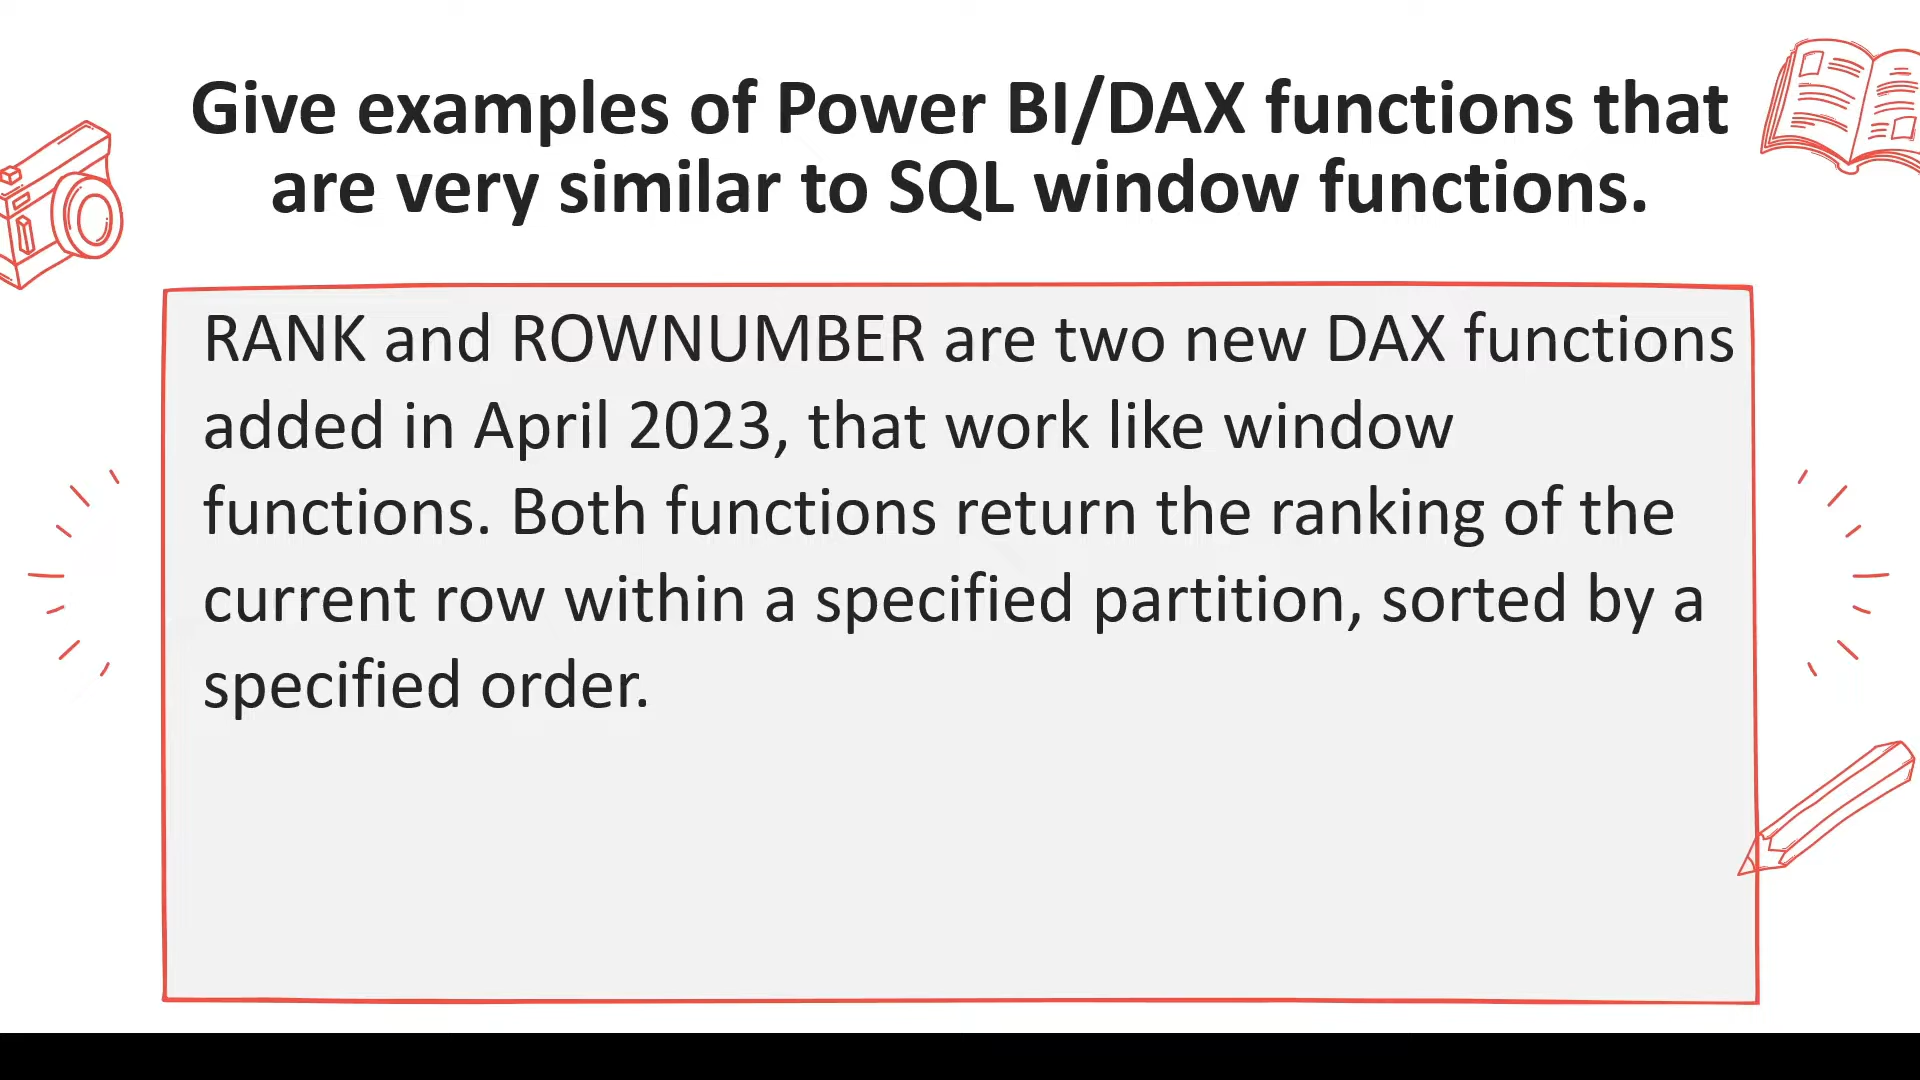 Give examples of Power BI/DAX functions that
are very similar to SQL window functions.
RANK and ROWNUMBER are two new DAX functions
added in April 2023, that work like window
functions. Both functions return the ranking of the
current row within a specified partition, sorted by a
specified order.